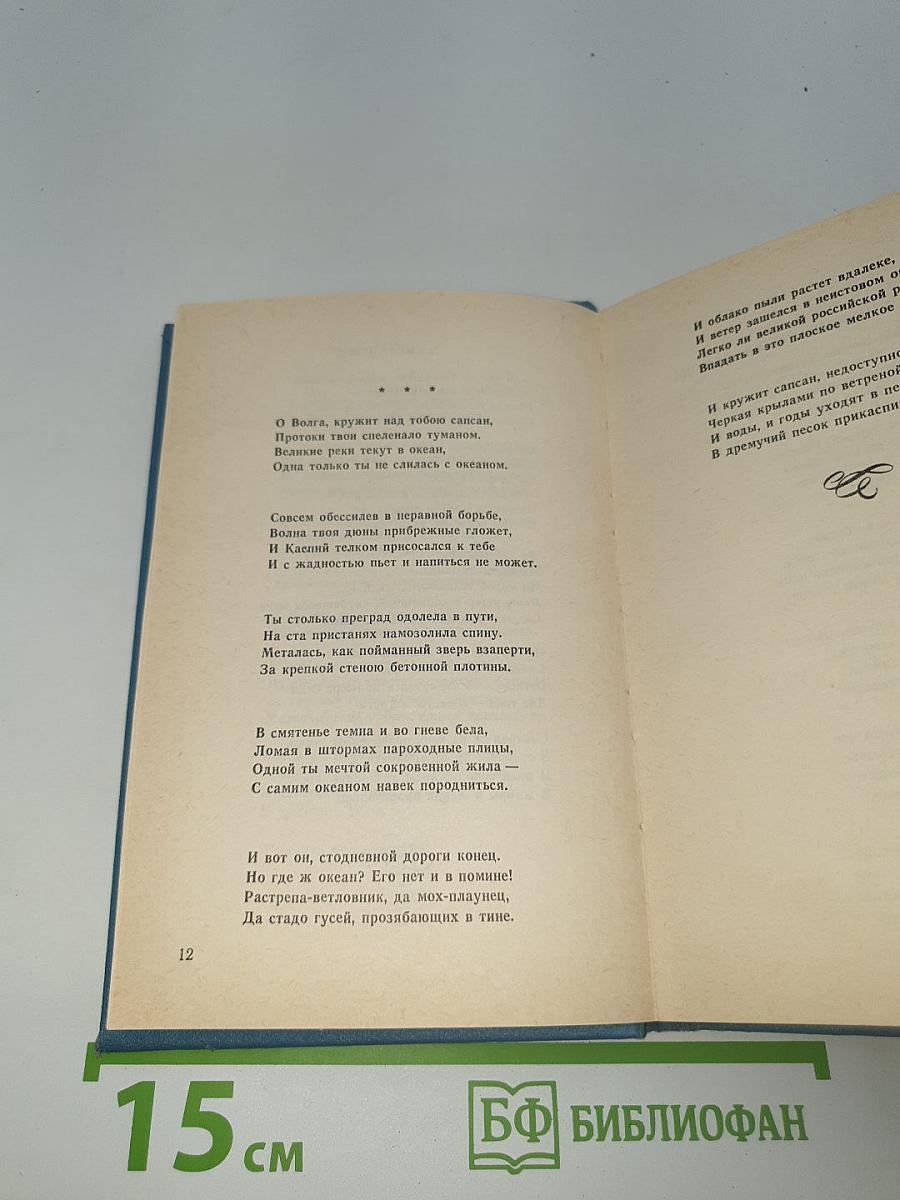 * * *
О Волга, кружит над тобою сапсан,
Протоки твои спеленало туманом.
Великие реки текут в океан,
Одна только ты не слилась с океаном.
Совсем обессилев в неравной борьбе,
Волна твоя дюны прибрежные гложет,
И Каспий телком присосался к тебе
И с жадностью пьет и напиться не может.
Ты столько преград одолела в пути,
На ста пристанях намозолила спину.
Металась, как пойманный зверь взаперти,
За крепкой стеною бетонной плотины.
В смятенье темна и во гневе бела,
Ломая в штормах пароходные плицы,
Одной ты мечтой сокровенной жила —
С самим океаном навек породниться.
И вот он, стодневной дороги конец.
Но где ж океан? Его нет и в помине!
Растрепа-ветловник, да мох-плаунец,
Да стадо гусей, прозябающих в тине.
12
И облако пыли растет вдалеке,
И ветер зашелся в неистовом
Легко ли великой российской
Впадать в это плоское мелкое
И кружит сапсан,
Черкая крылами по ветреной
И воды, и годы уходят в
В дремучий песок
15 см
БФ БИБЛИОФАН